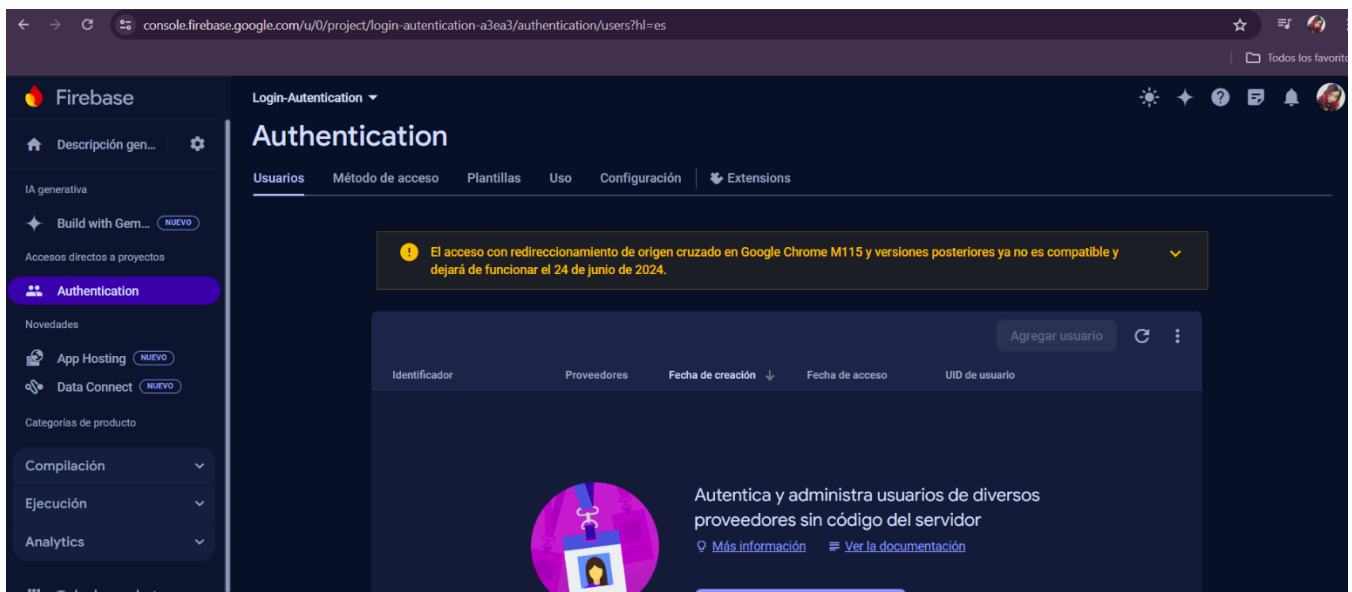 console.firebase.google.com/u/0/project/login-autentication-a3ea3/authentication/users?hl=es
Todos los favorito
Firebase
Login-Autentication
Authentication
Descripción gen...
Usuarios Método de acceso Plantillas Uso Configuración Extensions
IA generativa
Build with Gem... NUEVO
Accesos directos a proyectos
El acceso con redireccionamiento de origen cruzado en Google Chrome M115 y versiones posteriores ya no es compatible y
dejará de funcionar el 24 de junio de 2024.
Authentication
Novedades
App Hosting NUEVO
Data Connect NUEVO
Agregar usuario
Identificador Proveedores Fecha de creación Fecha de acceso UID de usuario
Categorías de producto
Compilación
Ejecución
Analytics
Autentica y administra usuarios de diversos
proveedores sin código del servidor
Más información Ver la documentación